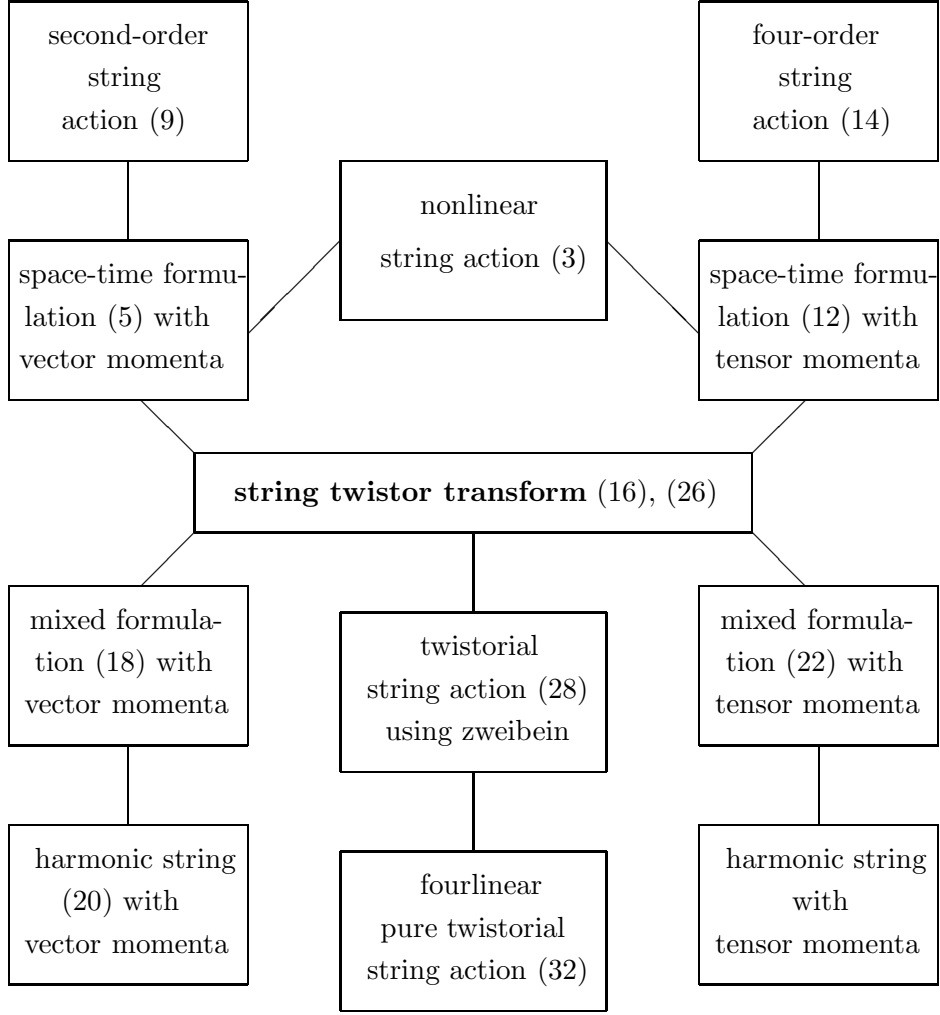 second-order
string
action (9)
four-order
string
action (14)
nonlinear
string action (3)
space-time formu-
lation (5) with
vector momenta
space-time formu-
lation (12) with
tensor momenta
string twistor transform (16), (26)
mixed formula-
tion (18) with
vector momenta
twistorial
string action (28)
using zweibein
mixed formula-
tion (22) with
tensor momenta
harmonic string
(20) with
vector momenta
fourlinear
pure twistorial
string action (32)
harmonic string
with
tensor momenta